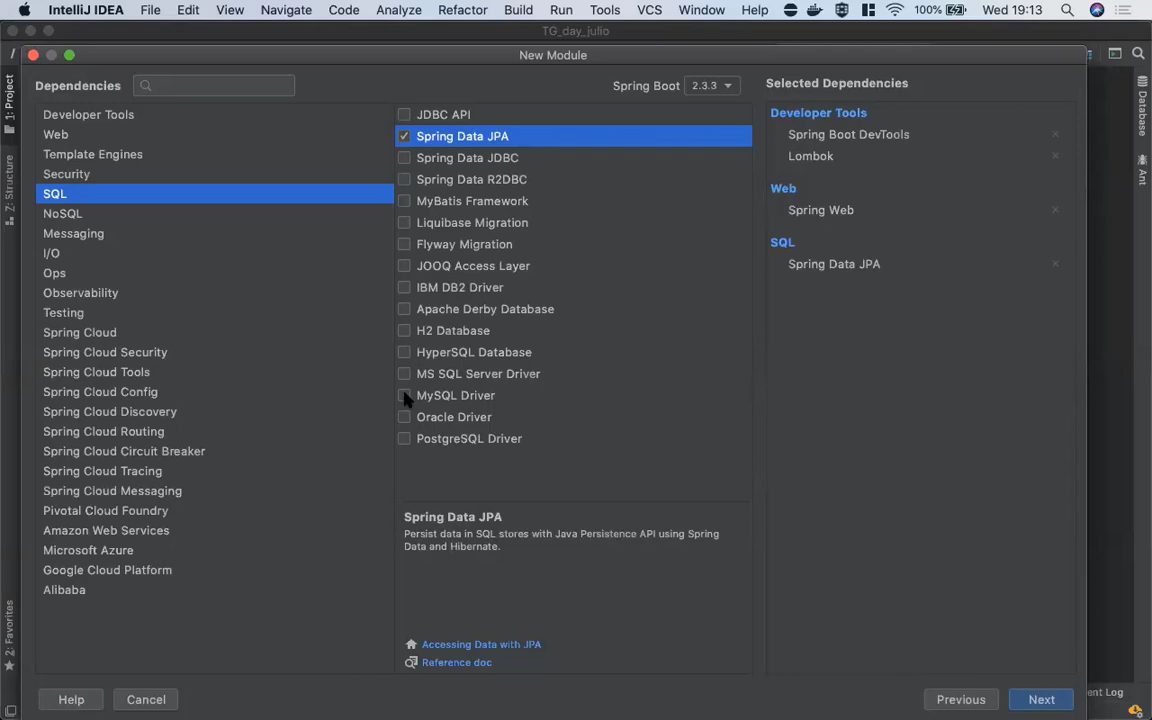 IntelliJ IDEA File Edit View Navigate Code Analyze Refactor Build Run Tools VCS Window Help 100% Wed 19:13
TG_day_julio
New Module
Dependencies
Spring Boot 2.3.3
Selected Dependencies
Developer Tools
Web
Template Engines
Security
SQL
NoSQL
Messaging
I/O
Ops
Observability
Testing
Spring Cloud
Spring Cloud Security
Spring Cloud Tools
Spring Cloud Config
Spring Cloud Discovery
Spring Cloud Routing
Spring Cloud Circuit Breaker
Spring Cloud Tracing
Spring Cloud Messaging
Pivotal Cloud Foundry
Amazon Web Services
Microsoft Azure
Google Cloud Platform
Alibaba
JDBC API
Spring Data JPA
Spring Data JDBC
Spring Data R2DBC
MyBatis Framework
Liquibase Migration
Flyway Migration
JOOQ Access Layer
IBM DB2 Driver
Apache Derby Database
H2 Database
HyperSQL Database
MS SQL Server Driver
MySQL Driver
Oracle Driver
PostgreSQL Driver
Spring Data JPA
Persist data in SQL stores with Java Persistence API using Spring
Data and Hibernate.
Accessing Data with JPA
Reference doc
Developer Tools
Spring Boot DevTools
Lombok
Web
Spring Web
SQL
Spring Data JPA
Help
Cancel
Previous
Next
1: Project
7: Structure
2: Favorites
Database
Ant
ent Log